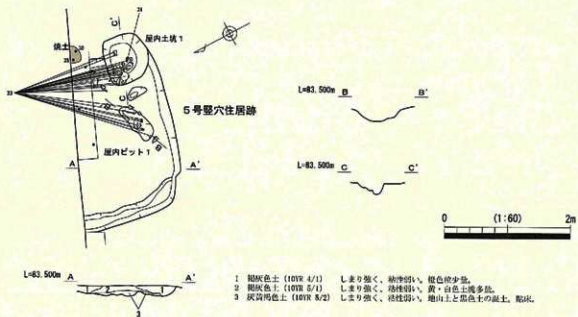 C'
屋内土坑1
焼土
5号竪穴住居跡
屋内ピット1
A A'
L=83.500m B B'
L=83.500m C C'
0 (1:60) 2m
L=83.500m A A'
1 2 1
3
1 褐灰色土 (10YR 4/1) しまり強く、粘性弱い。橙色粒少量。
2 褐灰色土 (10YR 5/1) しまり強く、粘性弱い。黄・白色土塊多量。
3 灰黄褐色土 (10YR 5/2) しまり強く、粘性弱い。地山土と黒色土の混土。貼床。